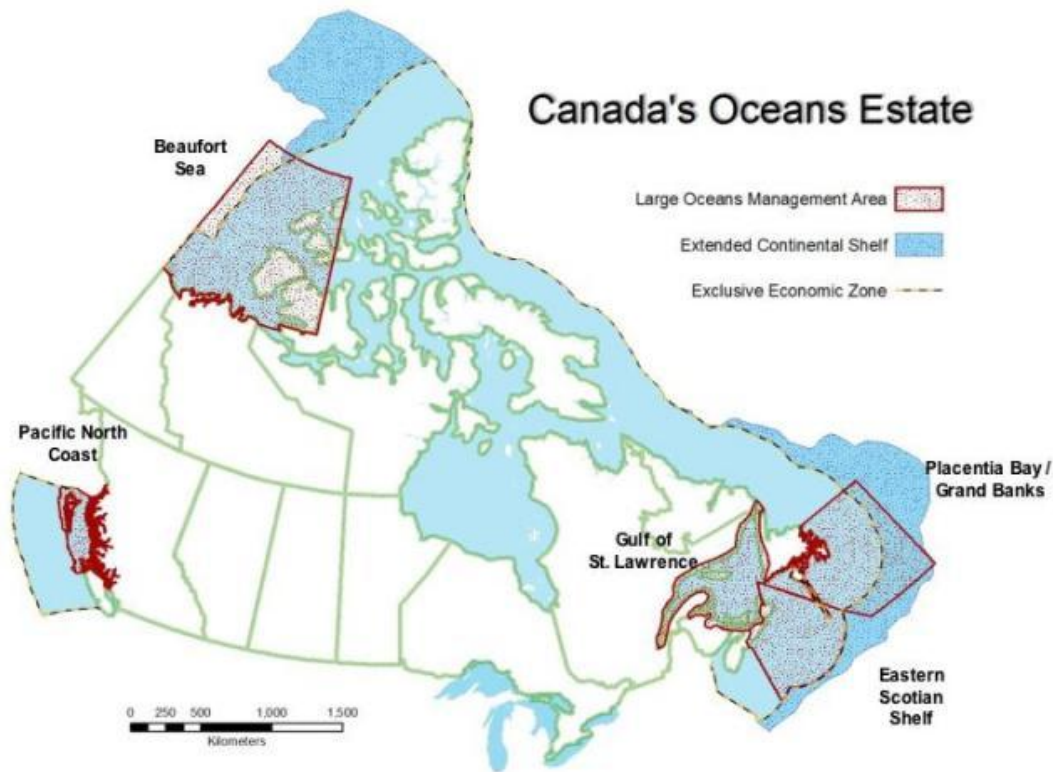 Canada's Oceans Estate
Beaufort
Sea
Large Oceans Management Area
Extended Continental Shelf
Exclusive Economic Zone
Pacific North
Coast
Placentia Bay /
Grand Banks
Gulf of
St. Lawrence
Eastern
Scotian
Shelf
0 250 500 1,000 1,500
Kilometers